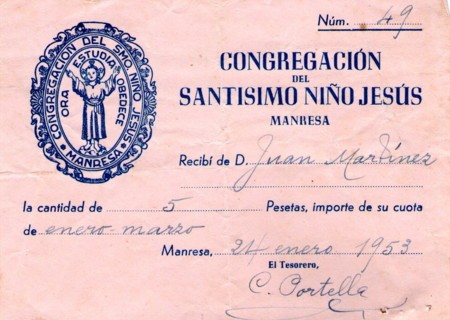 Núm. 49
CONGREGACIÓN DEL SMO NIÑO JESÚS
ORA ESTUDIA OBEDECE
MANRESA
CONGREGACIÓN
DEL
SANTISIMO NIÑO JESÚS
MANRESA
Recibí de D. Juan Martínez
la cantidad de 5 Pesetas, importe de su cuota
de enero-marzo
Manresa, 24 enero 1953
El Tesorero,
C. Portella